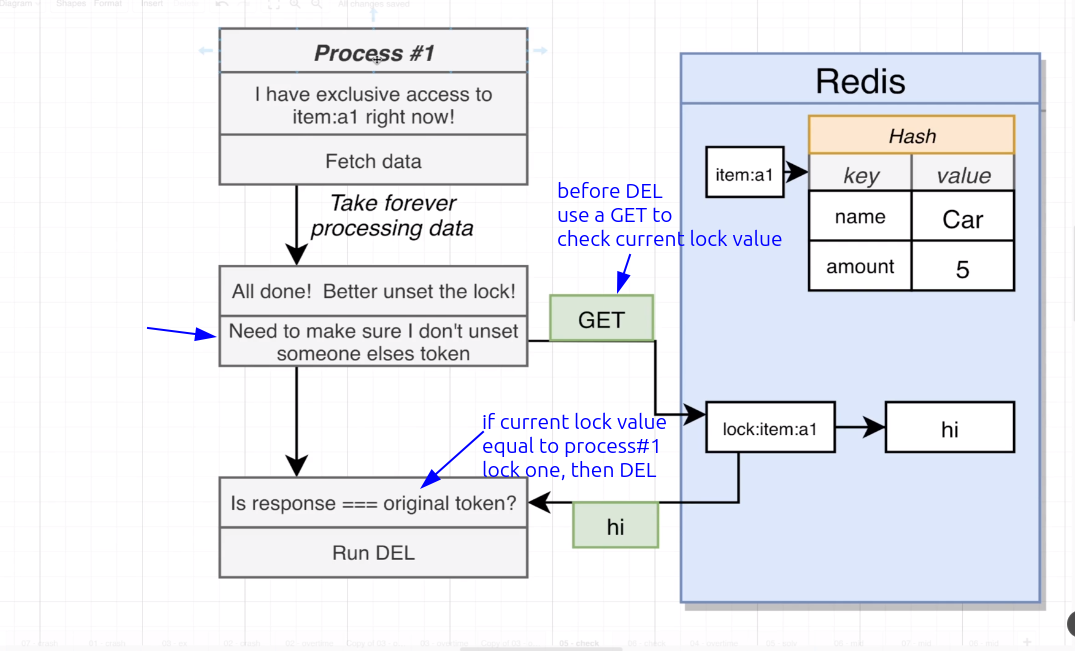 Diagram
Shapes
Format
Insert
All changes saved
Process #1
I have exclusive access to
item:a1 right now!
Fetch data
Take forever
processing data
All done!  Better unset the lock!
Need to make sure I don't unset
someone elses token
Is response === original token?
Run DEL
before DEL
use a GET to
check current lock value
GET
if current lock value
equal to process#1
lock one, then DEL
hi
Redis
item:a1
Hash
key value
name Car
amount 5
lock:item:a1
hi